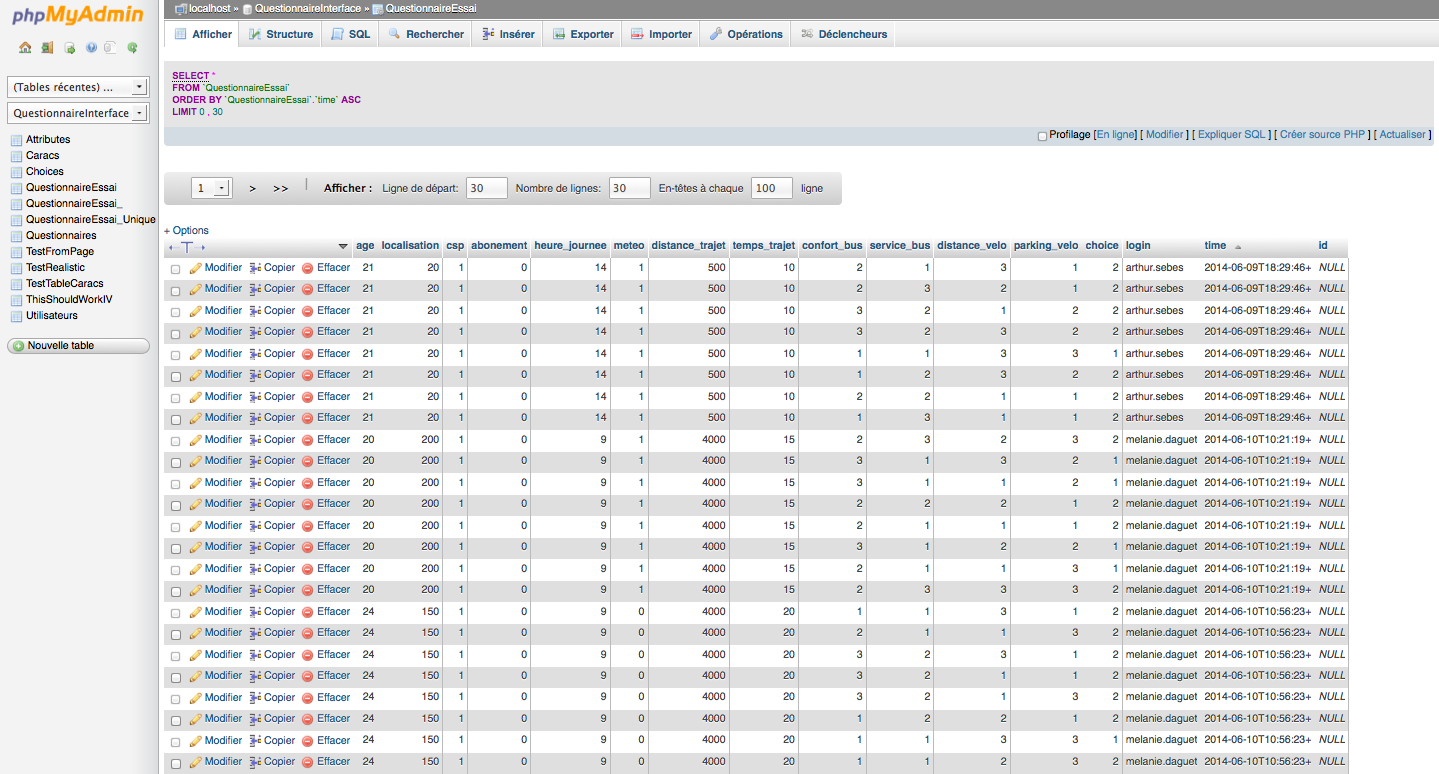 phpMyAdmin
localhost » QuestionnaireInterface » QuestionnaireEssai
Afficher Structure SQL Rechercher Insérer Exporter Importer Opérations Déclencheurs
(Tables récentes) ...
QuestionnaireInterface
Attributes
Caracs
Choices
QuestionnaireEssai
QuestionnaireEssai_
QuestionnaireEssai_Unique
Questionnaires
TestFromPage
TestRealistic
TestTableCaracs
ThisShouldWorkIV
Utilisateurs
Nouvelle table
SELECT *
FROM `QuestionnaireEssai`
ORDER BY `QuestionnaireEssai`.`time` ASC
LIMIT 0 , 30
Profilage [En ligne] [ Modifier ] [ Expliquer SQL ] [ Créer source PHP ] [ Actualiser ]
1 > >> Afficher : Ligne de départ: 30 Nombre de lignes: 30 En-têtes à chaque 100 ligne
+ Options
←T→ age localisation csp abonement heure_journee meteo distance_trajet temps_trajet confort_bus service_bus distance_velo parking_velo choice login time id
Modifier Copier Effacer 21 20 1 0 14 1 500 10 2 1 3 1 2 arthur.sebes 2014-06-09T18:29:46+ NULL
Modifier Copier Effacer 21 20 1 0 14 1 500 10 2 3 2 1 2 arthur.sebes 2014-06-09T18:29:46+ NULL
Modifier Copier Effacer 21 20 1 0 14 1 500 10 3 2 1 2 2 arthur.sebes 2014-06-09T18:29:46+ NULL
Modifier Copier Effacer 21 20 1 0 14 1 500 10 3 2 3 2 2 arthur.sebes 2014-06-09T18:29:46+ NULL
Modifier Copier Effacer 21 20 1 0 14 1 500 10 1 1 3 3 1 arthur.sebes 2014-06-09T18:29:46+ NULL
Modifier Copier Effacer 21 20 1 0 14 1 500 10 1 2 3 2 2 arthur.sebes 2014-06-09T18:29:46+ NULL
Modifier Copier Effacer 21 20 1 0 14 1 500 10 2 2 1 1 2 arthur.sebes 2014-06-09T18:29:46+ NULL
Modifier Copier Effacer 21 20 1 0 14 1 500 10 1 3 1 1 2 arthur.sebes 2014-06-09T18:29:46+ NULL
Modifier Copier Effacer 20 200 1 0 9 1 4000 15 2 3 2 3 2 melanie.daguet 2014-06-10T10:21:19+ NULL
Modifier Copier Effacer 20 200 1 0 9 1 4000 15 3 1 3 2 1 melanie.daguet 2014-06-10T10:21:19+ NULL
Modifier Copier Effacer 20 200 1 0 9 1 4000 15 3 1 1 2 1 melanie.daguet 2014-06-10T10:21:19+ NULL
Modifier Copier Effacer 20 200 1 0 9 1 4000 15 2 2 2 1 2 melanie.daguet 2014-06-10T10:21:19+ NULL
Modifier Copier Effacer 20 200 1 0 9 1 4000 15 2 1 1 1 2 melanie.daguet 2014-06-10T10:21:19+ NULL
Modifier Copier Effacer 20 200 1 0 9 1 4000 15 3 1 2 2 1 melanie.daguet 2014-06-10T10:21:19+ NULL
Modifier Copier Effacer 20 200 1 0 9 1 4000 15 2 1 1 3 1 melanie.daguet 2014-06-10T10:21:19+ NULL
Modifier Copier Effacer 20 200 1 0 9 1 4000 15 2 3 3 3 2 melanie.daguet 2014-06-10T10:21:19+ NULL
Modifier Copier Effacer 24 150 1 0 9 0 4000 20 1 1 3 1 2 melanie.daguet 2014-06-10T10:56:23+ NULL
Modifier Copier Effacer 24 150 1 0 9 0 4000 20 2 1 1 3 2 melanie.daguet 2014-06-10T10:56:23+ NULL
Modifier Copier Effacer 24 150 1 0 9 0 4000 20 3 2 3 3 2 melanie.daguet 2014-06-10T10:56:23+ NULL
Modifier Copier Effacer 24 150 1 0 9 0 4000 20 3 2 1 1 2 melanie.daguet 2014-06-10T10:56:23+ NULL
Modifier Copier Effacer 24 150 1 0 9 0 4000 20 3 2 1 3 2 melanie.daguet 2014-06-10T10:56:23+ NULL
Modifier Copier Effacer 24 150 1 0 9 0 4000 20 1 2 2 1 2 melanie.daguet 2014-06-10T10:56:23+ NULL
Modifier Copier Effacer 24 150 1 0 9 0 4000 20 1 1 3 3 1 melanie.daguet 2014-06-10T10:56:23+ NULL
Modifier Copier Effacer 24 150 1 0 9 0 4000 20 1 1 2 3 2 melanie.daguet 2014-06-10T10:56:23+ NULL